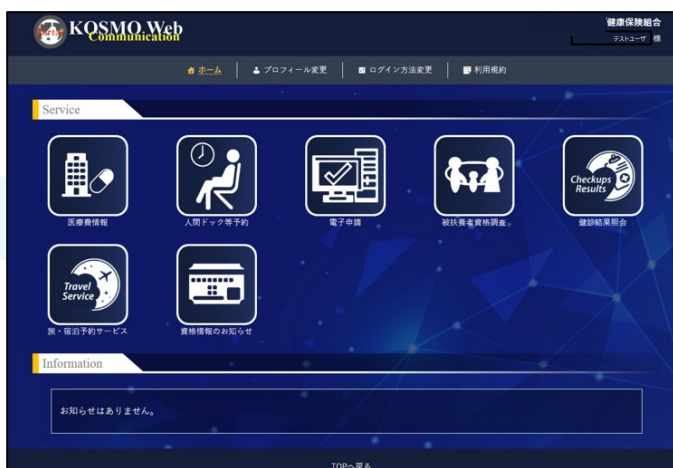 KOSMO Web
Communication
健康保険組合
テストユーザ 様
ホーム
プロフィール変更
ログイン方法変更
利用規約
Service
医療費情報
人間ドック等予約
電子申請
被扶養者資格調査
Checkups
Results
健診結果照会
Travel
Service
旅・宿泊予約サービス
資格情報のお知らせ
Information
お知らせはありません。
TOPへ戻る